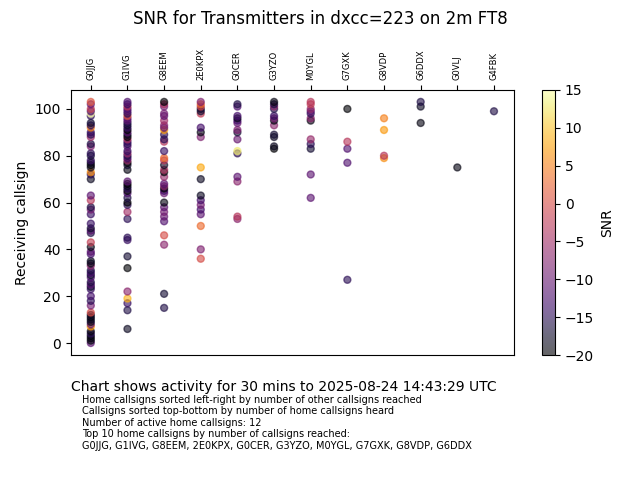 SNR for Transmitters in dxcc=223 on 2m FT8
G0JJG G1IVG G8EEM 2E0KPX G0CER G3YZO M0YGL G7GXK G8VDP G6DDX G0VLJ G4FBK
100
80
60
40
20
0
Receiving callsign
15
10
5
0
−5
−10
−15
−20
SNR
Chart shows activity for 30 mins to 2025-08-24 14:43:29 UTC
Home callsigns sorted left-right by number of other callsigns reached
Callsigns sorted top-bottom by number of home callsigns heard
Number of active home callsigns: 12
Top 10 home callsigns by number of callsigns reached:
G0JJG, G1IVG, G8EEM, 2E0KPX, G0CER, G3YZO, M0YGL, G7GXK, G8VDP, G6DDX